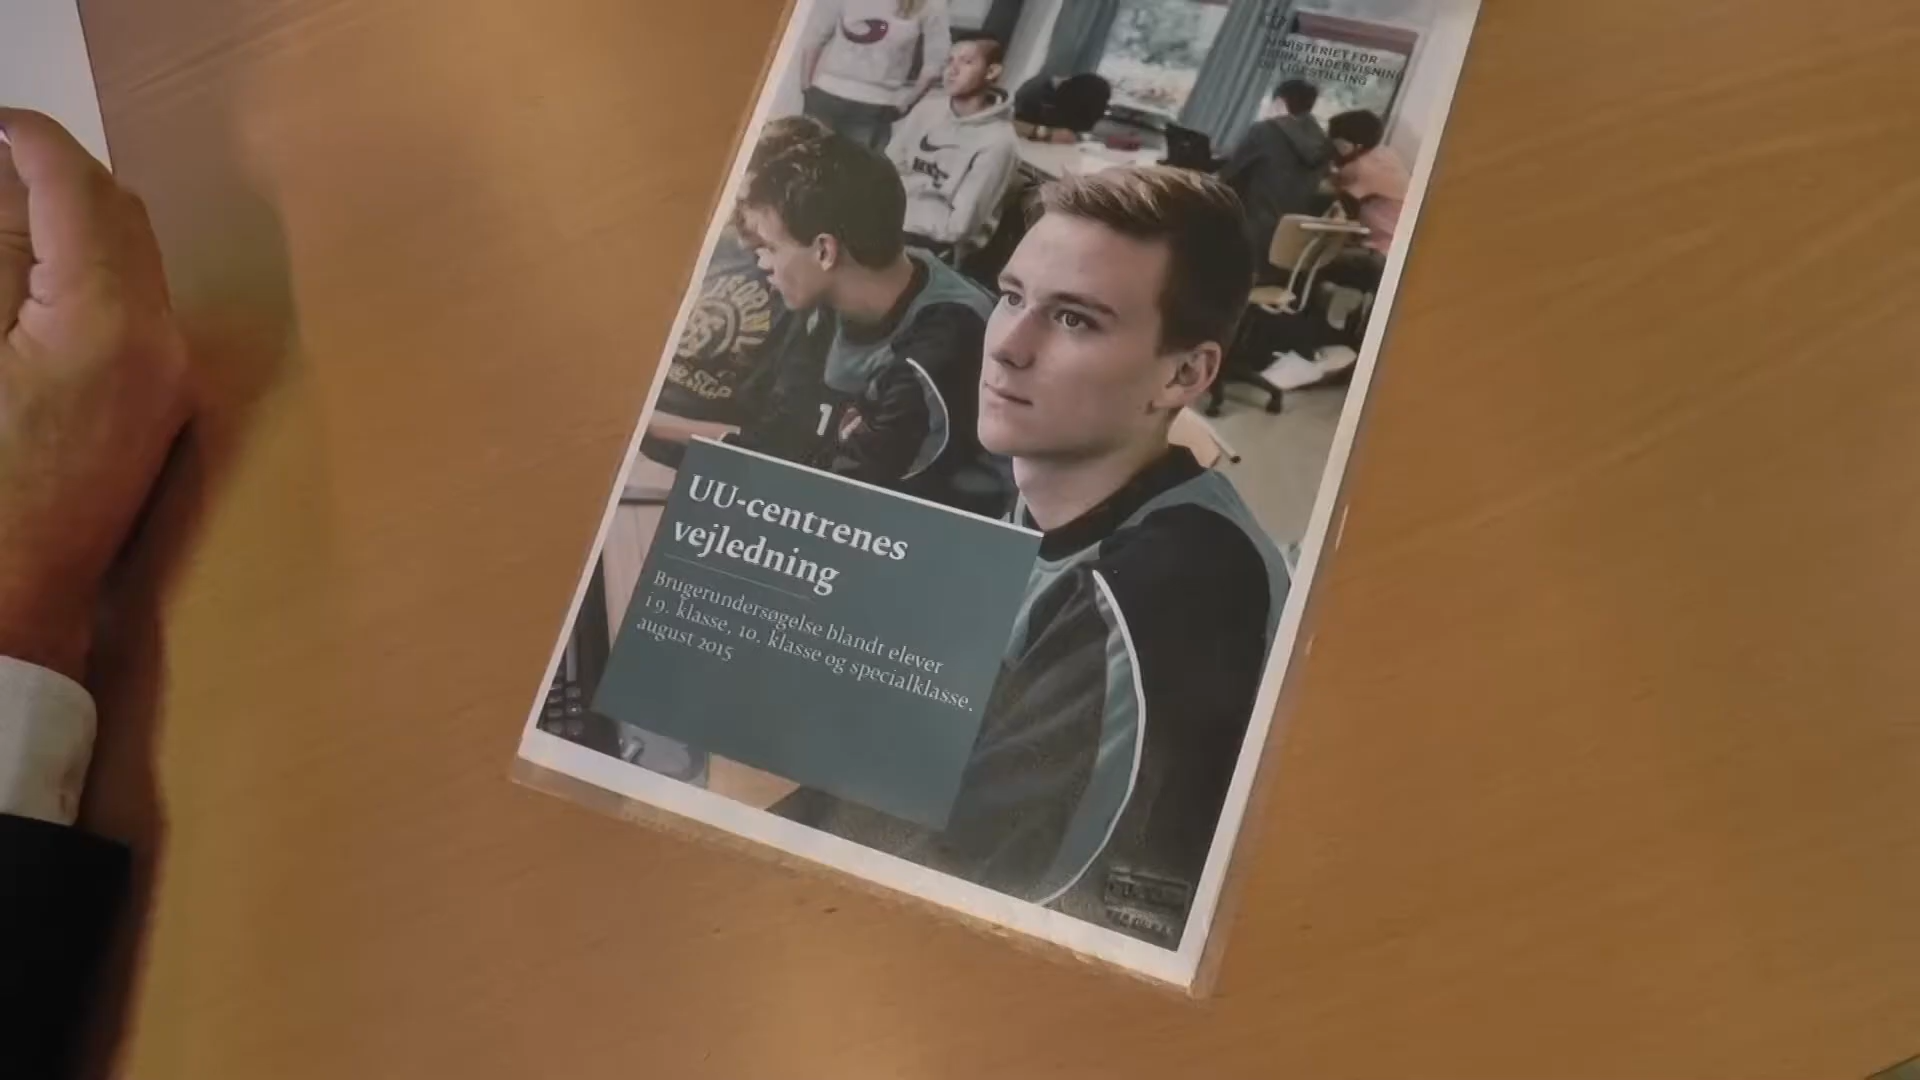 MINISTERIET FOR
BØRN, UNDERVISNING
OG LIGESTILLING
1
UU-centrenes
vejledning
Brugerundersøgelse blandt elever
i 9. klasse, 10. klasse og specialklasse.
august 2015